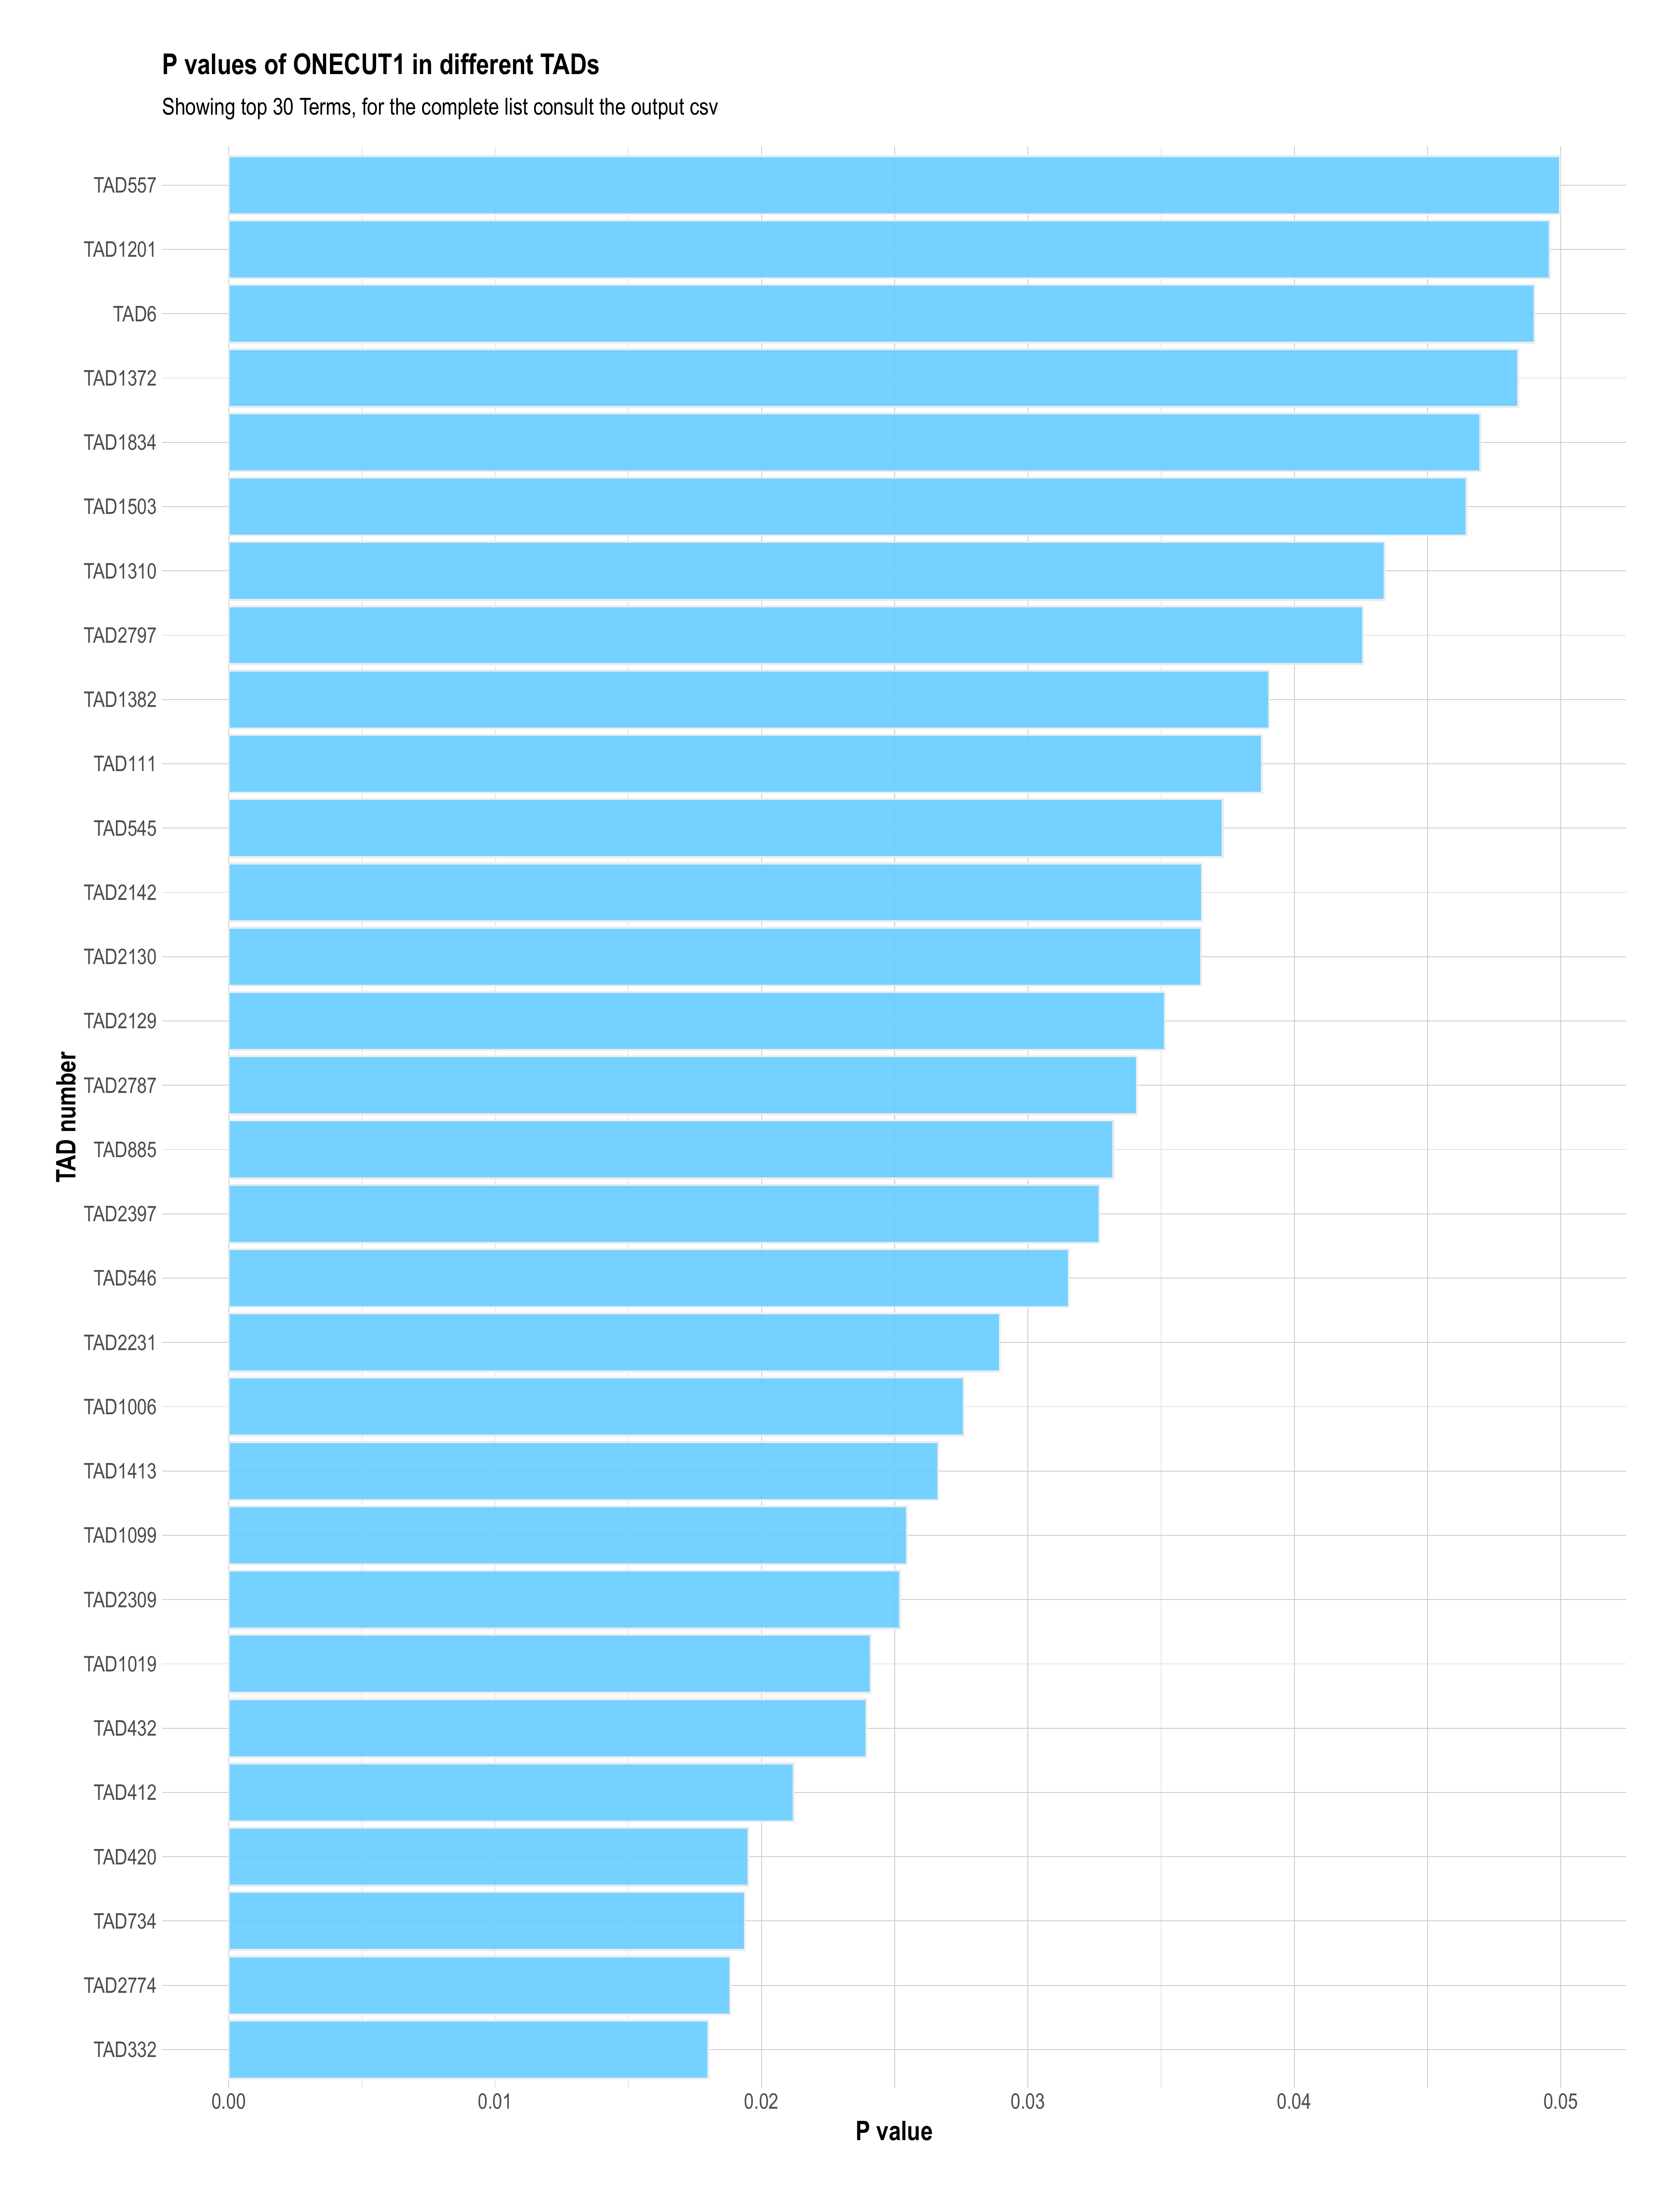 P values of ONECUT1 in different TADs
Showing top 30 Terms, for the complete list consult the output csv
TAD number
TAD557
TAD1201
TAD6
TAD1372
TAD1834
TAD1503
TAD1310
TAD2797
TAD1382
TAD111
TAD545
TAD2142
TAD2130
TAD2129
TAD2787
TAD885
TAD2397
TAD546
TAD2231
TAD1006
TAD1413
TAD1099
TAD2309
TAD1019
TAD432
TAD412
TAD420
TAD734
TAD2774
TAD332
0.00 0.01 0.02 0.03 0.04 0.05
P value